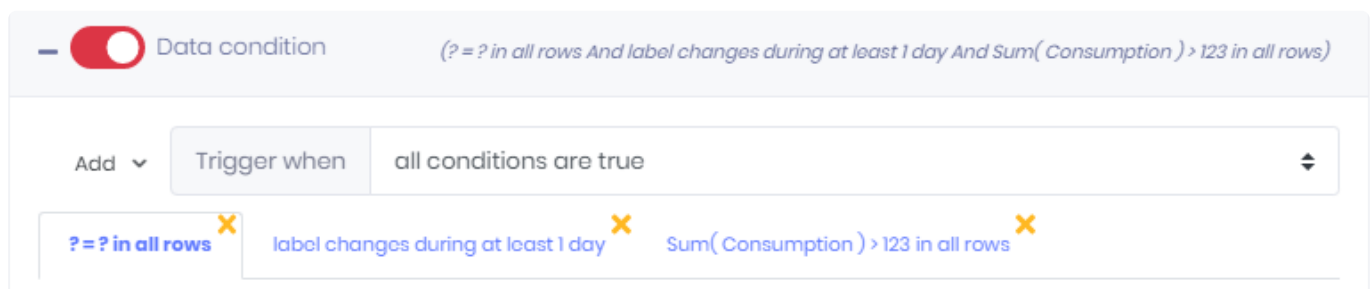 Data condition (? = ? in all rows And label changes during at least 1 day And Sum( Consumption ) > 123 in all rows)
Add Trigger when all conditions are true
? = ? in all rows label changes during at least 1 day Sum( Consumption ) > 123 in all rows